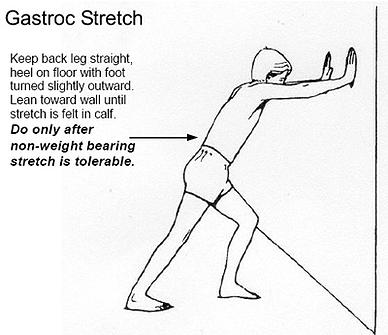 Gastroc Stretch
Keep back leg straight,
heel on floor with foot
turned slightly outward.
Lean toward wall until
stretch is felt in calf.
Do only after
non-weight bearing
stretch is tolerable.